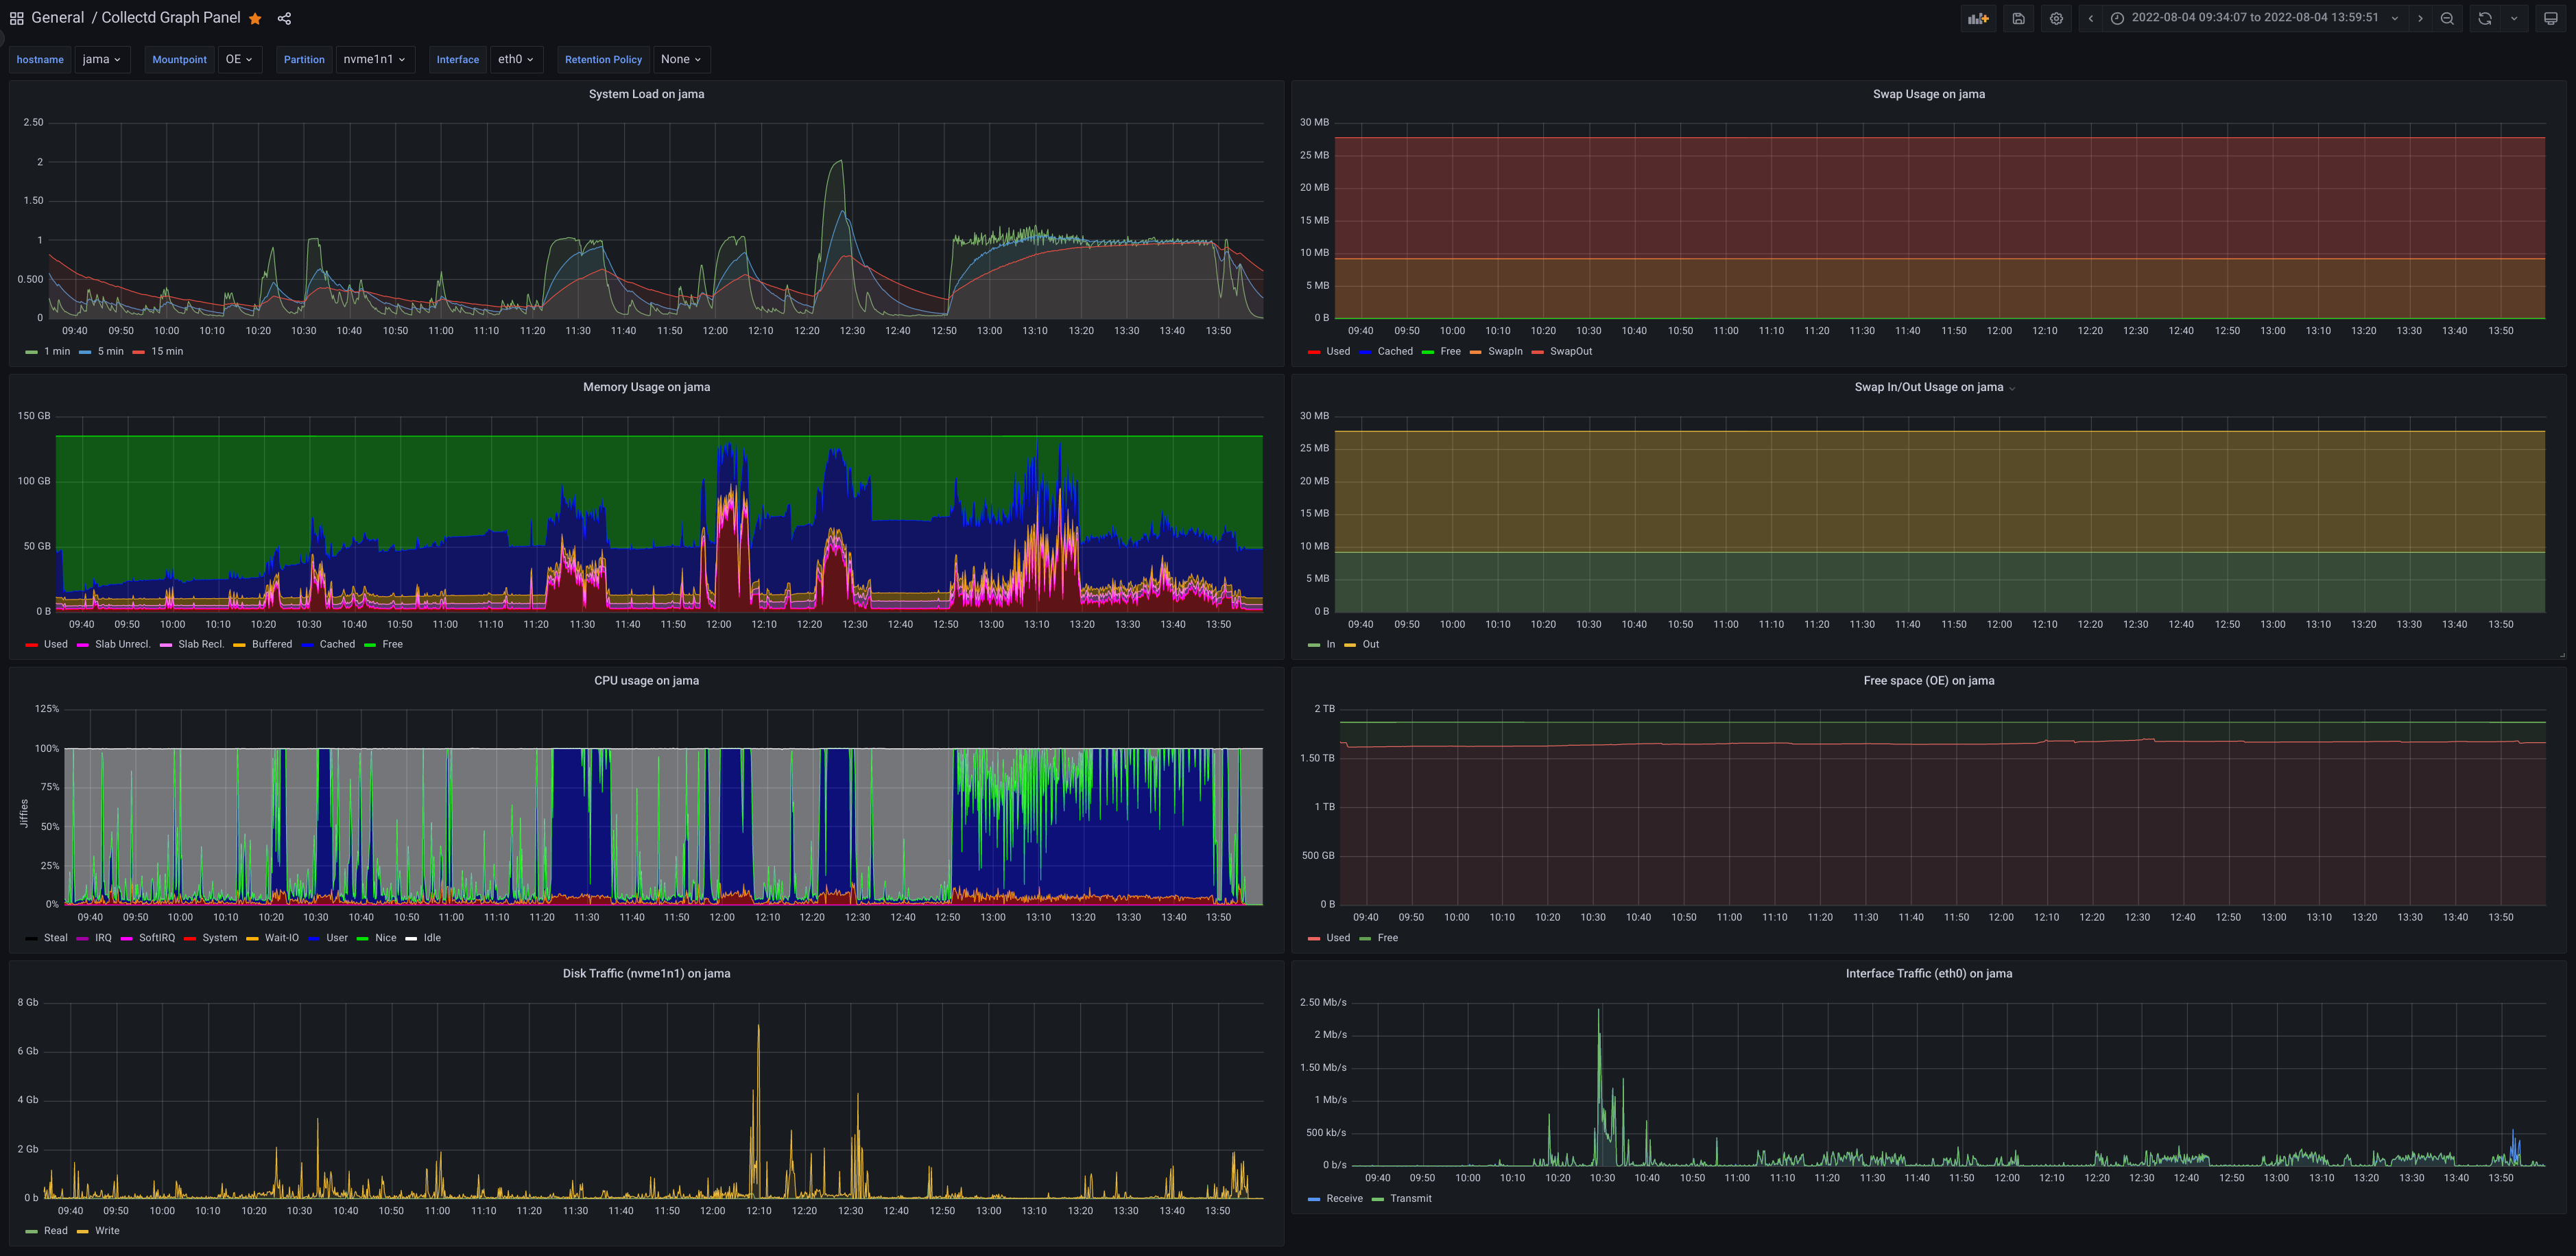 General / Collectd Graph Panel
2022-08-04 09:34:07 to 2022-08-04 13:59:51
hostname jama Mountpoint OE Partition nvme1n1 Interface eth0 Retention Policy None
System Load on jama
2.50
2
1.50
1
0.500
0
09:40 09:50 10:00 10:10 10:20 10:30 10:40 10:50 11:00 11:10 11:20 11:30 11:40 11:50 12:00 12:10 12:20 12:30 12:40 12:50 13:00 13:10 13:20 13:30 13:40 13:50
1 min 5 min 15 min
Swap Usage on jama
30 MB
25 MB
20 MB
15 MB
10 MB
5 MB
0 B
09:40 09:50 10:00 10:10 10:20 10:30 10:40 10:50 11:00 11:10 11:20 11:30 11:40 11:50 12:00 12:10 12:20 12:30 12:40 12:50 13:00 13:10 13:20 13:30 13:40 13:50
Used Cached Free SwapIn SwapOut
Memory Usage on jama
150 GB
100 GB
50 GB
0 B
09:40 09:50 10:00 10:10 10:20 10:30 10:40 10:50 11:00 11:10 11:20 11:30 11:40 11:50 12:00 12:10 12:20 12:30 12:40 12:50 13:00 13:10 13:20 13:30 13:40 13:50
Used Slab Unrecl. Slab Recl. Buffered Cached Free
Swap In/Out Usage on jama
30 MB
25 MB
20 MB
15 MB
10 MB
5 MB
0 B
09:40 09:50 10:00 10:10 10:20 10:30 10:40 10:50 11:00 11:10 11:20 11:30 11:40 11:50 12:00 12:10 12:20 12:30 12:40 12:50 13:00 13:10 13:20 13:30 13:40 13:50
In Out
CPU usage on jama
Jiffies
125%
100%
75%
50%
25%
0%
09:40 09:50 10:00 10:10 10:20 10:30 10:40 10:50 11:00 11:10 11:20 11:30 11:40 11:50 12:00 12:10 12:20 12:30 12:40 12:50 13:00 13:10 13:20 13:30 13:40 13:50
Steal IRQ SoftIRQ System Wait-IO User Nice Idle
Free space (OE) on jama
2 TB
1.50 TB
1 TB
500 GB
0 B
09:40 09:50 10:00 10:10 10:20 10:30 10:40 10:50 11:00 11:10 11:20 11:30 11:40 11:50 12:00 12:10 12:20 12:30 12:40 12:50 13:00 13:10 13:20 13:30 13:40 13:50
Used Free
Disk Traffic (nvme1n1) on jama
8 Gb
6 Gb
4 Gb
2 Gb
0 b
09:40 09:50 10:00 10:10 10:20 10:30 10:40 10:50 11:00 11:10 11:20 11:30 11:40 11:50 12:00 12:10 12:20 12:30 12:40 12:50 13:00 13:10 13:20 13:30 13:40 13:50
Read Write
Interface Traffic (eth0) on jama
2.50 Mb/s
2 Mb/s
1.50 Mb/s
1 Mb/s
500 kb/s
0 b/s
09:40 09:50 10:00 10:10 10:20 10:30 10:40 10:50 11:00 11:10 11:20 11:30 11:40 11:50 12:00 12:10 12:20 12:30 12:40 12:50 13:00 13:10 13:20 13:30 13:40 13:50
Receive Transmit